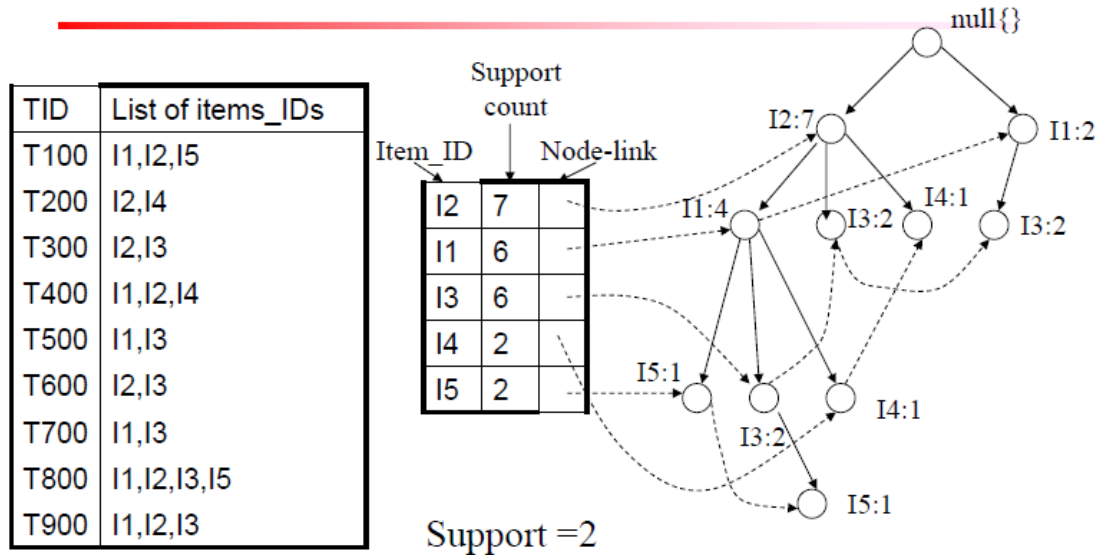 null{}
TID List of items_IDs
T100 I1,I2,I5
T200 I2,I4
T300 I2,I3
T400 I1,I2,I4
T500 I1,I3
T600 I2,I3
T700 I1,I3
T800 I1,I2,I3,I5
T900 I1,I2,I3
Support
count
Item_ID
Node-link
I2 7
I1 6
I3 6
I4 2
I5 2
Support =2
I2:7
I1:2
I1:4
I3:2
I4:1
I3:2
I5:1
I3:2
I4:1
I5:1